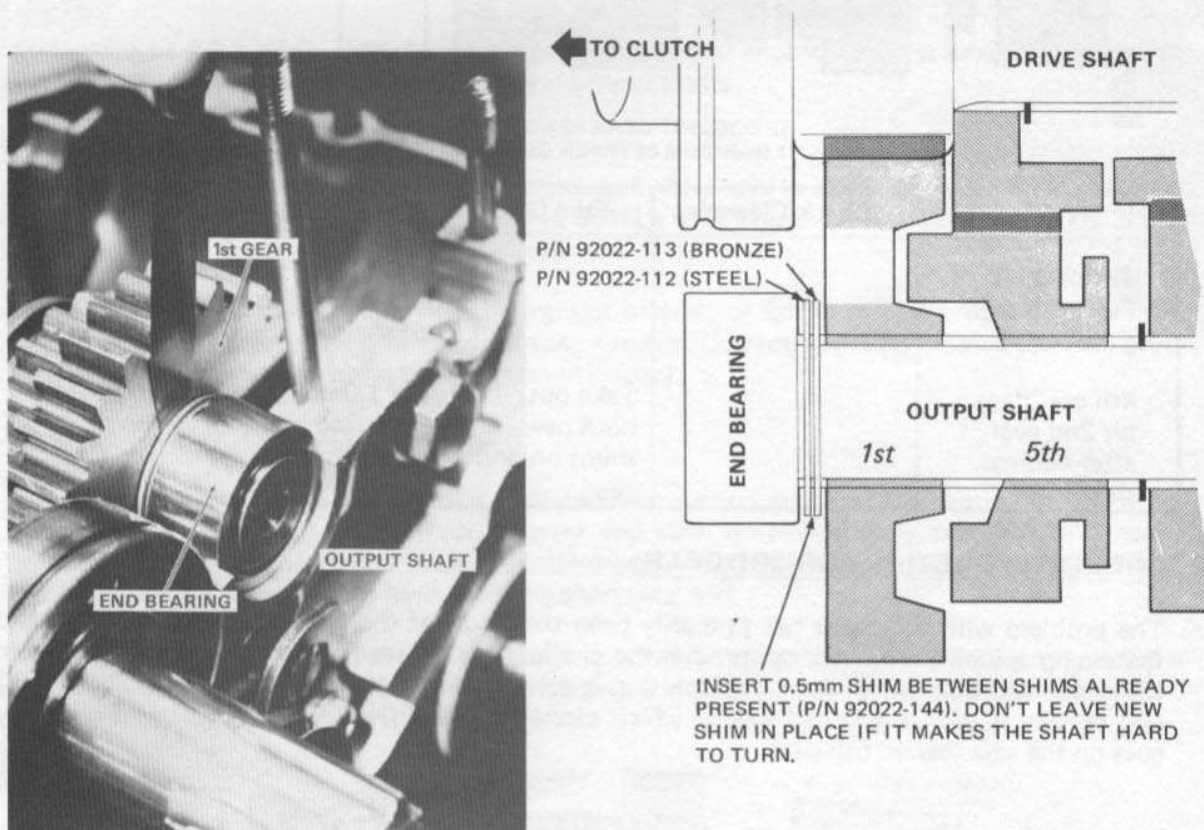 TO CLUTCH
DRIVE SHAFT
1st GEAR
P/N 92022-113 (BRONZE)
P/N 92022-112 (STEEL)
END BEARING
OUTPUT SHAFT
1st
5th
OUTPUT SHAFT
END BEARING
INSERT 0.5mm SHIM BETWEEN SHIMS ALREADY
PRESENT (P/N 92022-144). DON'T LEAVE NEW
SHIM IN PLACE IF IT MAKES THE SHAFT HARD
TO TURN.